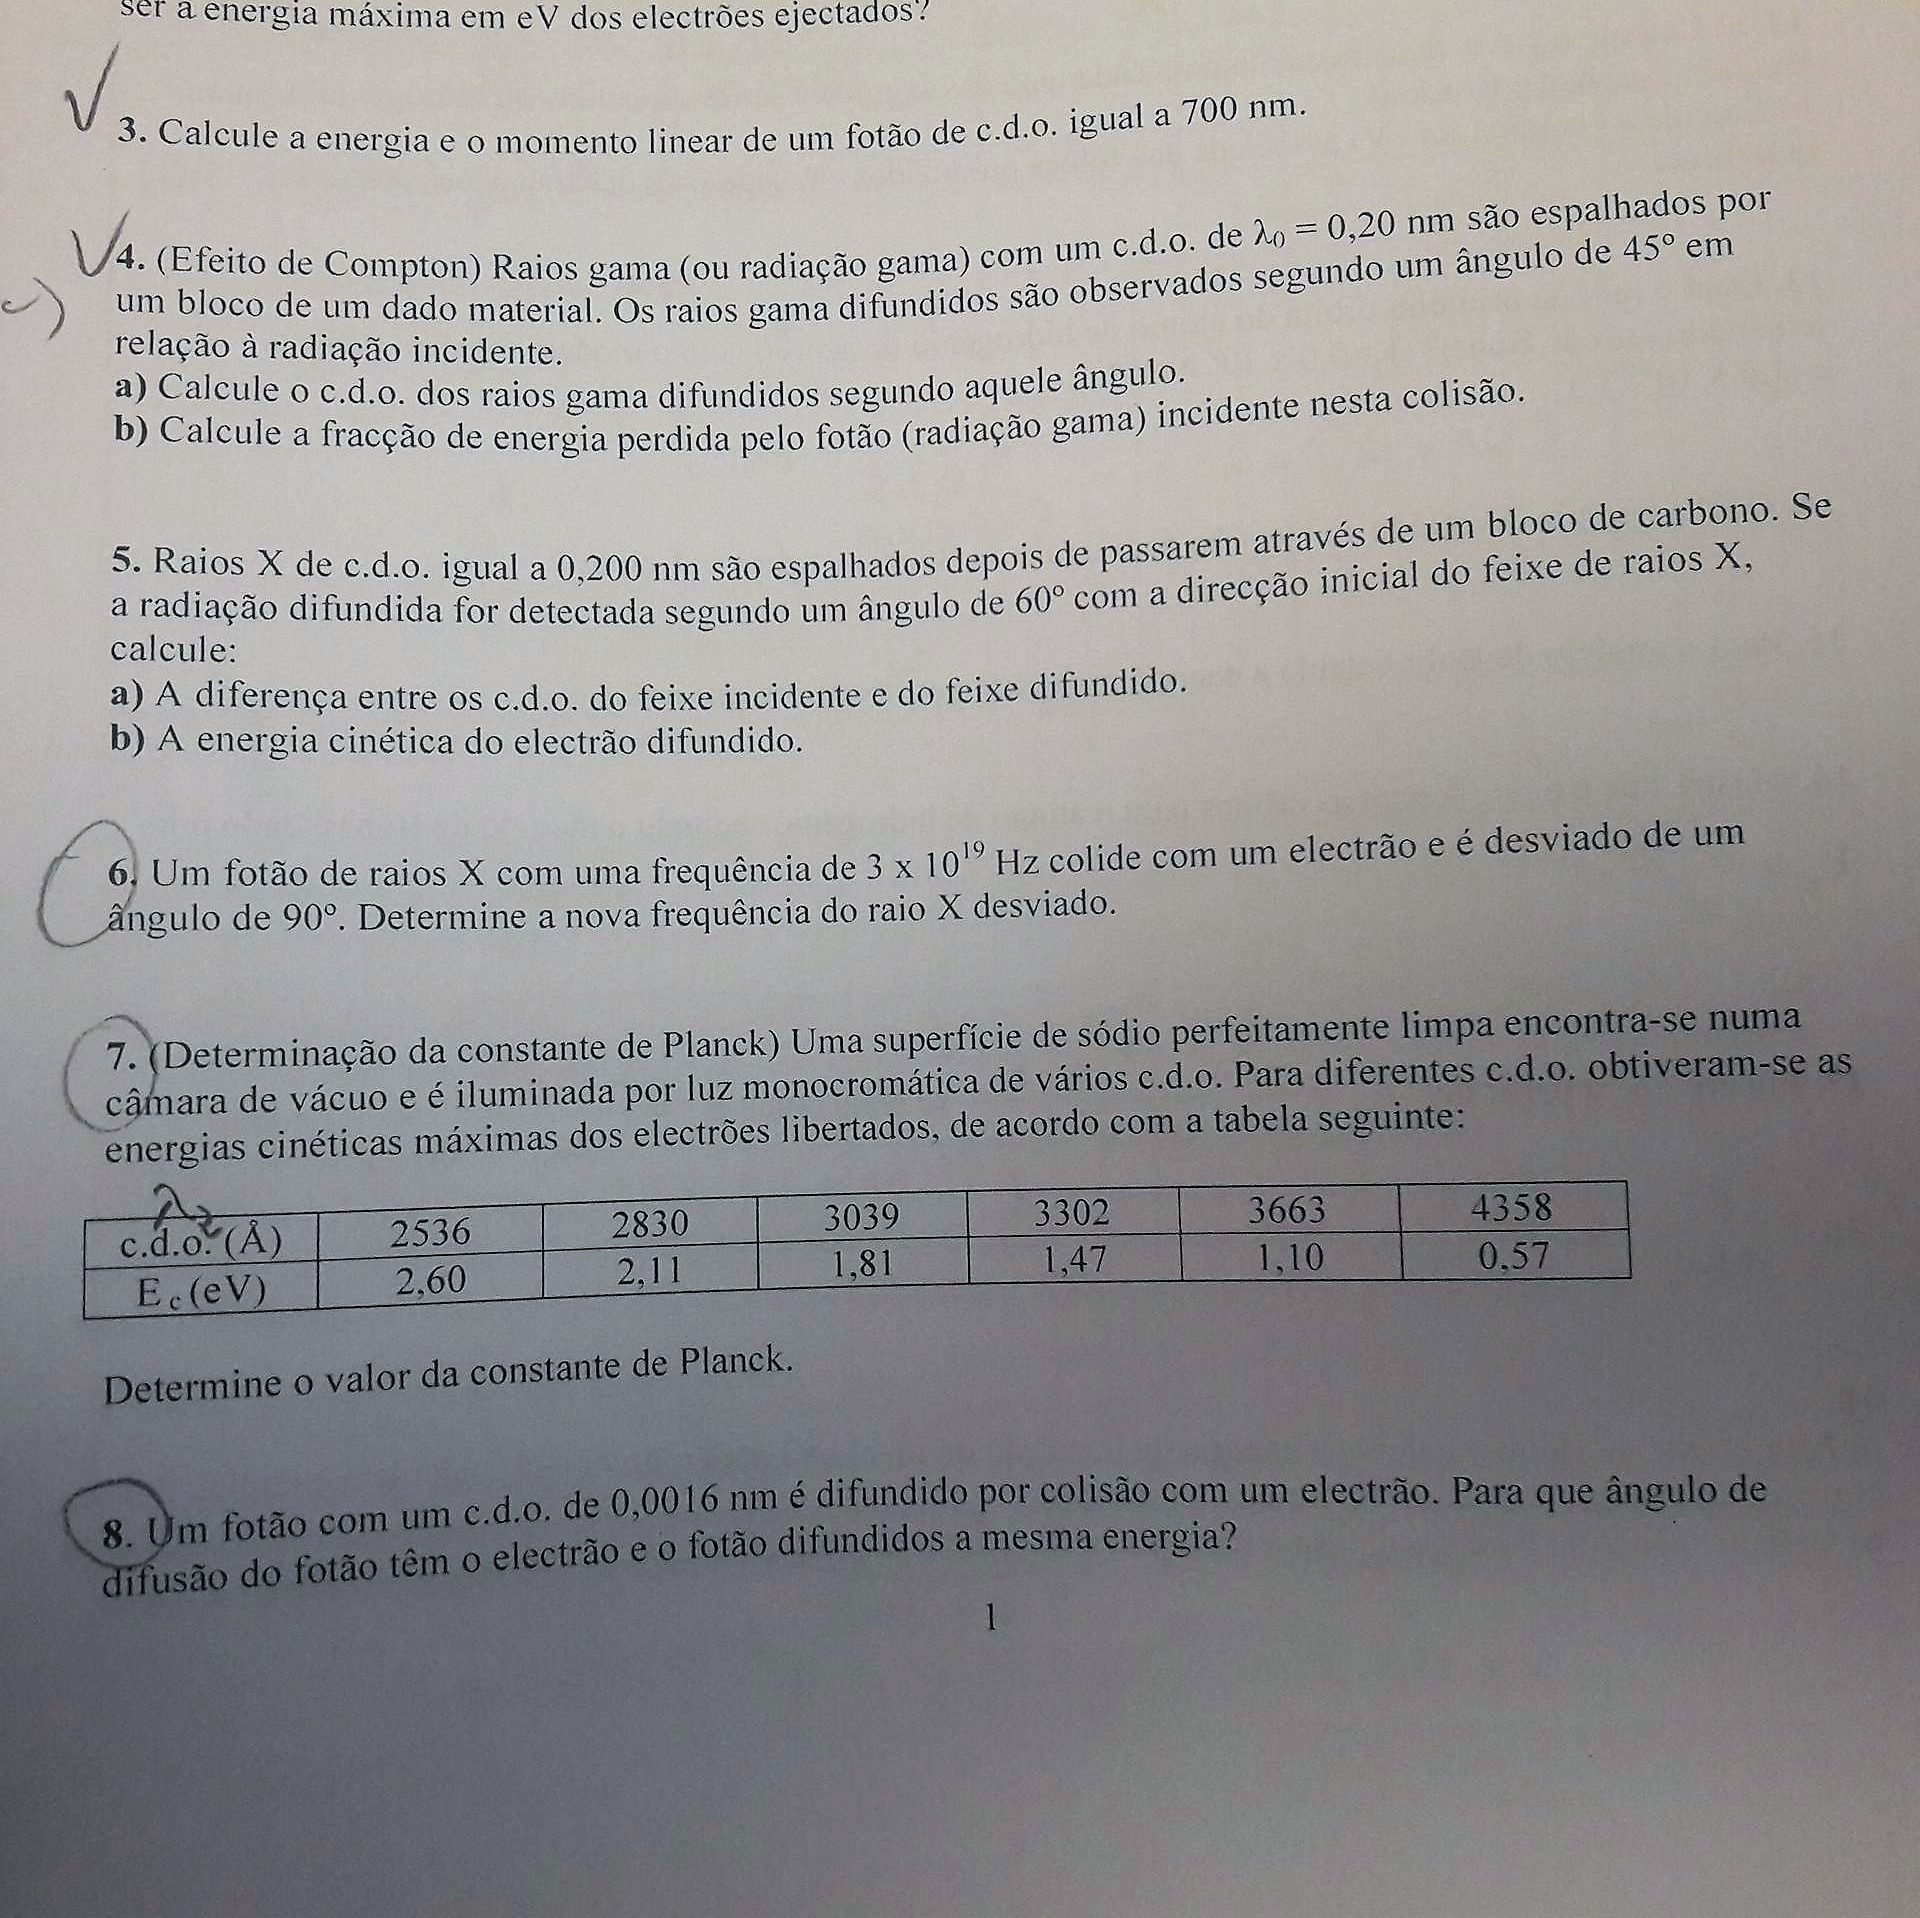 ser a energia máxima em eV dos electrões ejectados?
3. Calcule a energia e o momento linear de um fotão de c.d.o. igual a 700 nm.
4. (Efeito de Compton) Raios gama (ou radiação gama) com um c.d.o. de λ₀ = 0,20 nm são espalhados por
um bloco de um dado material. Os raios gama difundidos são observados segundo um ângulo de 45º em
relação à radiação incidente.
a) Calcule o c.d.o. dos raios gama difundidos segundo aquele ângulo.
b) Calcule a fracção de energia perdida pelo fotão (radiação gama) incidente nesta colisão.
5. Raios X de c.d.o. igual a 0,200 nm são espalhados depois de passarem através de um bloco de carbono. Se
a radiação difundida for detectada segundo um ângulo de 60º com a direcção inicial do feixe de raios X,
calcule:
a) A diferença entre os c.d.o. do feixe incidente e do feixe difundido.
b) A energia cinética do electrão difundido.
6. Um fotão de raios X com uma frequência de 3 x 10¹⁹ Hz colide com um electrão e é desviado de um
ângulo de 90º. Determine a nova frequência do raio X desviado.
7. (Determinação da constante de Planck) Uma superfície de sódio perfeitamente limpa encontra-se numa
câmara de vácuo e é iluminada por luz monocromática de vários c.d.o. Para diferentes c.d.o. obtiveram-se as
energias cinéticas máximas dos electrões libertados, de acordo com a tabela seguinte:
λ
c.d.o. (Å) 2536 2830 3039 3302 3663 4358
E c (eV) 2,60 2,11 1,81 1,47 1,10 0,57
Determine o valor da constante de Planck.
8. Um fotão com um c.d.o. de 0,0016 nm é difundido por colisão com um electrão. Para que ângulo de
difusão do fotão têm o electrão e o fotão difundidos a mesma energia?
1